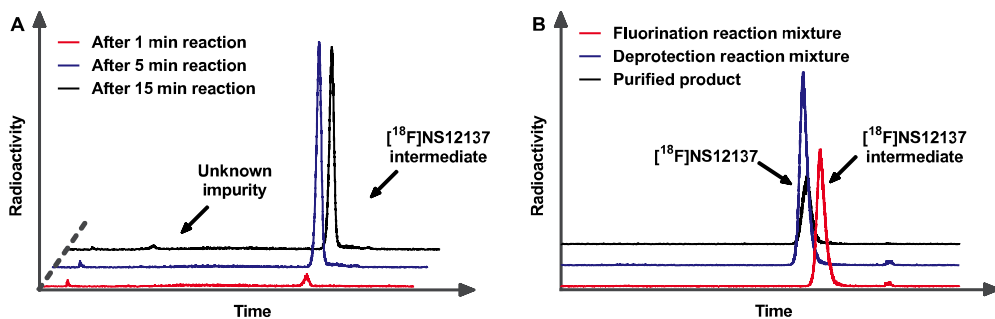 A
After 1 min reaction
After 5 min reaction
After 15 min reaction
Unknown
impurity
[18F]NS12137
intermediate
Radioactivity
Time
B
Fluorination reaction mixture
Deprotection reaction mixture
Purified product
[18F]NS12137
[18F]NS12137
intermediate
Radioactivity
Time